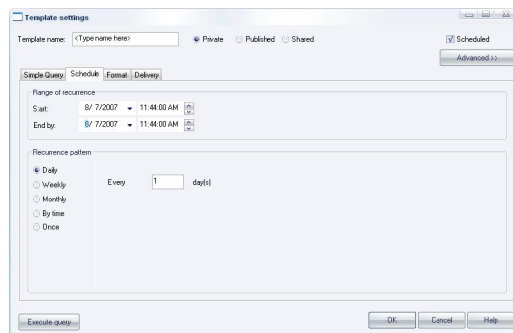 Template settings
Template name: <Type name here> Private Published Shared Scheduled
Advanced >>
Simple Query Schedule Format Delivery
Range of recurrence
Start: 8/ 7/2007 11:44:00 AM
End by: 8/ 7/2007 11:44:00 AM
Recurrence pattern
Daily
Weekly Every 1 day(s)
Monthly
By time
Once
Execute query OK Cancel Help